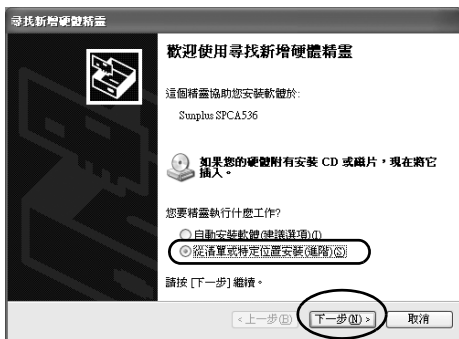 尋找新增硬體精靈
歡迎使用尋找新增硬體精靈
這個精靈協助您安裝軟體於:
Sunplus SPCA536
如果您的硬體附有安裝 CD 或磁片，現在將它
插入。
您要精靈執行什麼工作?
自動安裝軟體(建議選項)(I)
從清單或特定位置安裝(進階)(S)
請按 [下一步] 繼續。
< 上一步(B)
下一步(N) >
取消